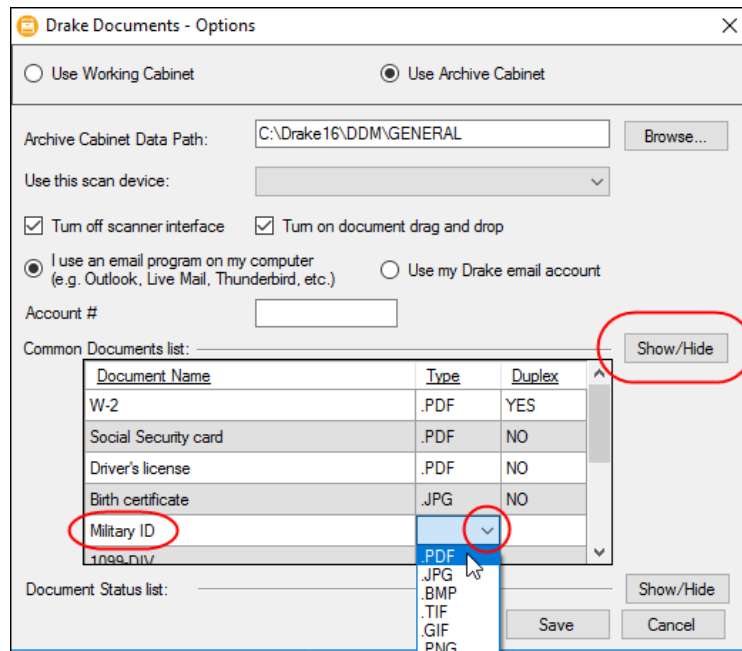 Drake Documents - Options
Use Working Cabinet
Use Archive Cabinet
Archive Cabinet Data Path:
C:\Drake16\DDM\GENERAL
Browse...
Use this scan device:
Turn off scanner interface
Turn on document drag and drop
I use an email program on my computer
(e.g. Outlook, Live Mail, Thunderbird, etc.)
Use my Drake email account
Account #
Common Documents list:
Show/Hide
Document Name Type Duplex
W-2 .PDF YES
Social Security card .PDF NO
Driver's license .PDF NO
Birth certificate .JPG NO
Military ID
1099-DIV
.PDF
.JPG
.BMP
.TIF
.GIF
.PNG
Document Status list:
Show/Hide
Save
Cancel